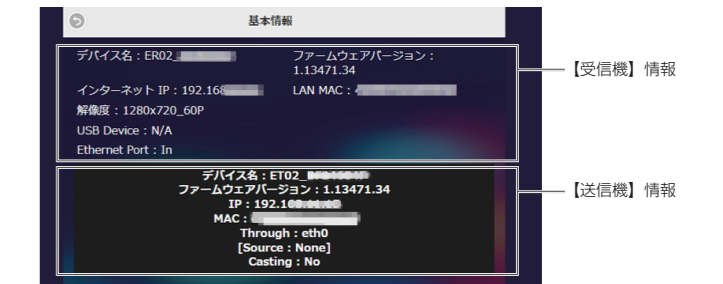 基本情報
デバイス名：ER02_
ファームウェアバージョン：
1.13471.34
インターネット IP：192.168
LAN MAC：
解像度：1280x720_60P
USB Device：N/A
Ethernet Port：In
【受信機】情報
デバイス名：ET02_
ファームウェアバージョン：1.13471.34
IP：192.
MAC：
Through：eth0
[Source：None]
Casting：No
【送信機】情報